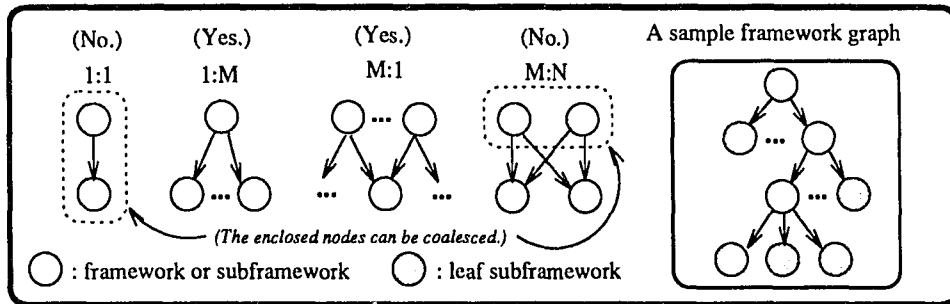 (No.) (Yes.) (Yes.) (No.) A sample framework graph
1:1 1:M M:1 M:N
...
...
... ... ...
...
...
(The enclosed nodes can be coalesced.)
: framework or subframework : leaf subframework